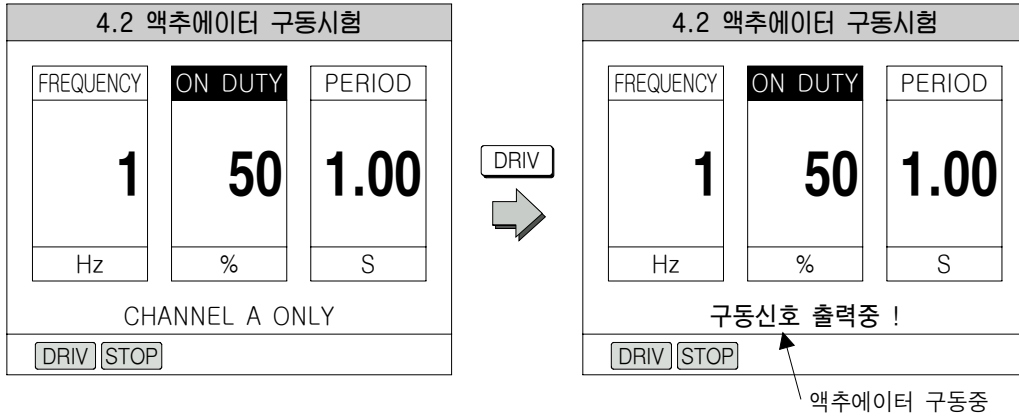 4.2 액추에이터 구동시험
FREQUENCY ON DUTY PERIOD
1 50 1.00
Hz % S
CHANNEL A ONLY
DRIV STOP
DRIV
4.2 액추에이터 구동시험
FREQUENCY ON DUTY PERIOD
1 50 1.00
Hz % S
구동신호 출력중 !
DRIV STOP
액추에이터 구동중